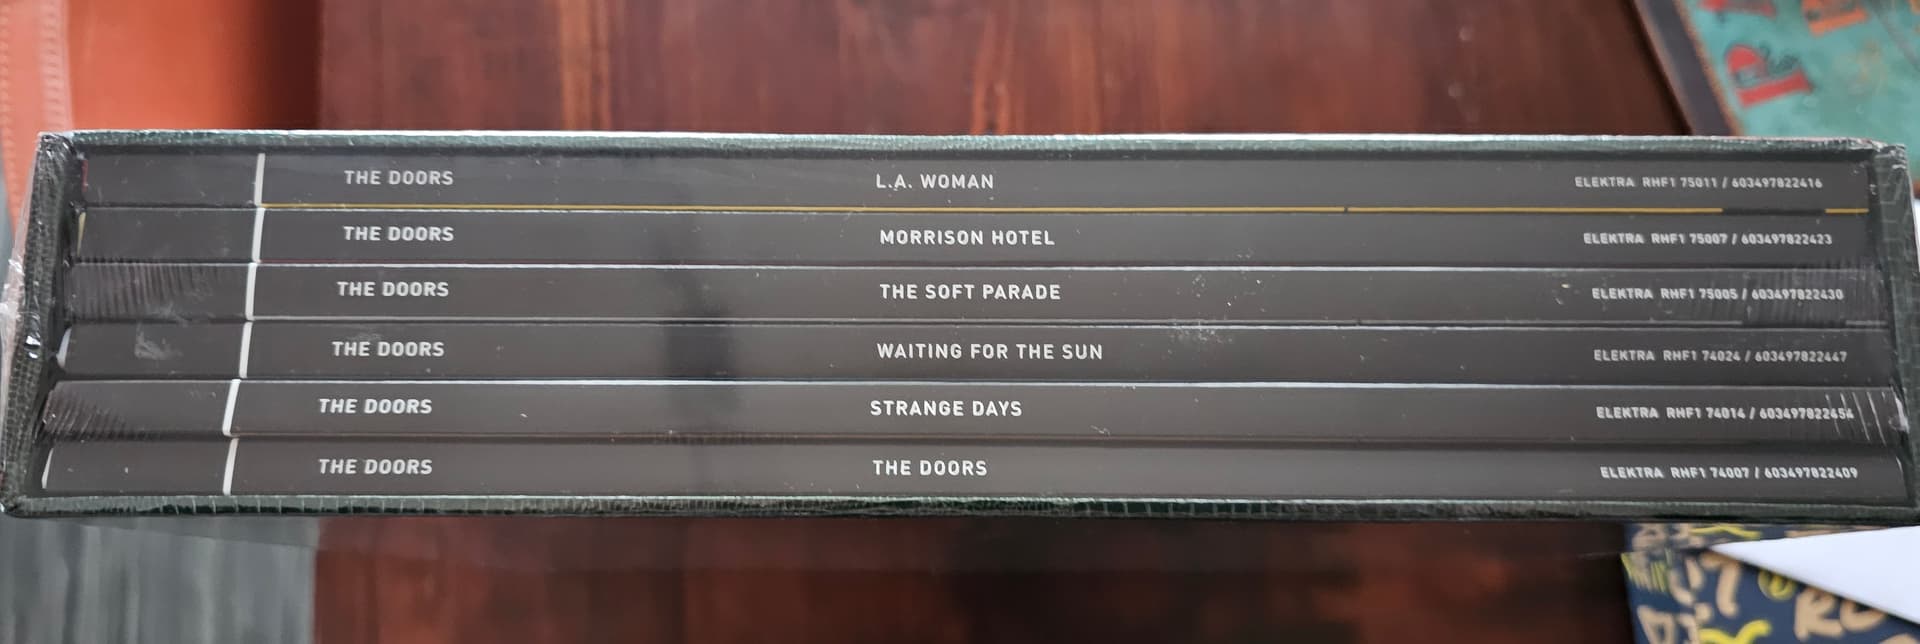 THE DOORS L.A. WOMAN ELEKTRA RHF1 75011 / 603497822416
THE DOORS MORRISON HOTEL ELEKTRA RHF1 75007 / 603497822423
THE DOORS THE SOFT PARADE ELEKTRA RHF1 75005 / 603497822430
THE DOORS WAITING FOR THE SUN ELEKTRA RHF1 74024 / 603497822447
THE DOORS STRANGE DAYS ELEKTRA RHF1 74014 / 603497822454
THE DOORS THE DOORS ELEKTRA RHF1 74007 / 603497822409